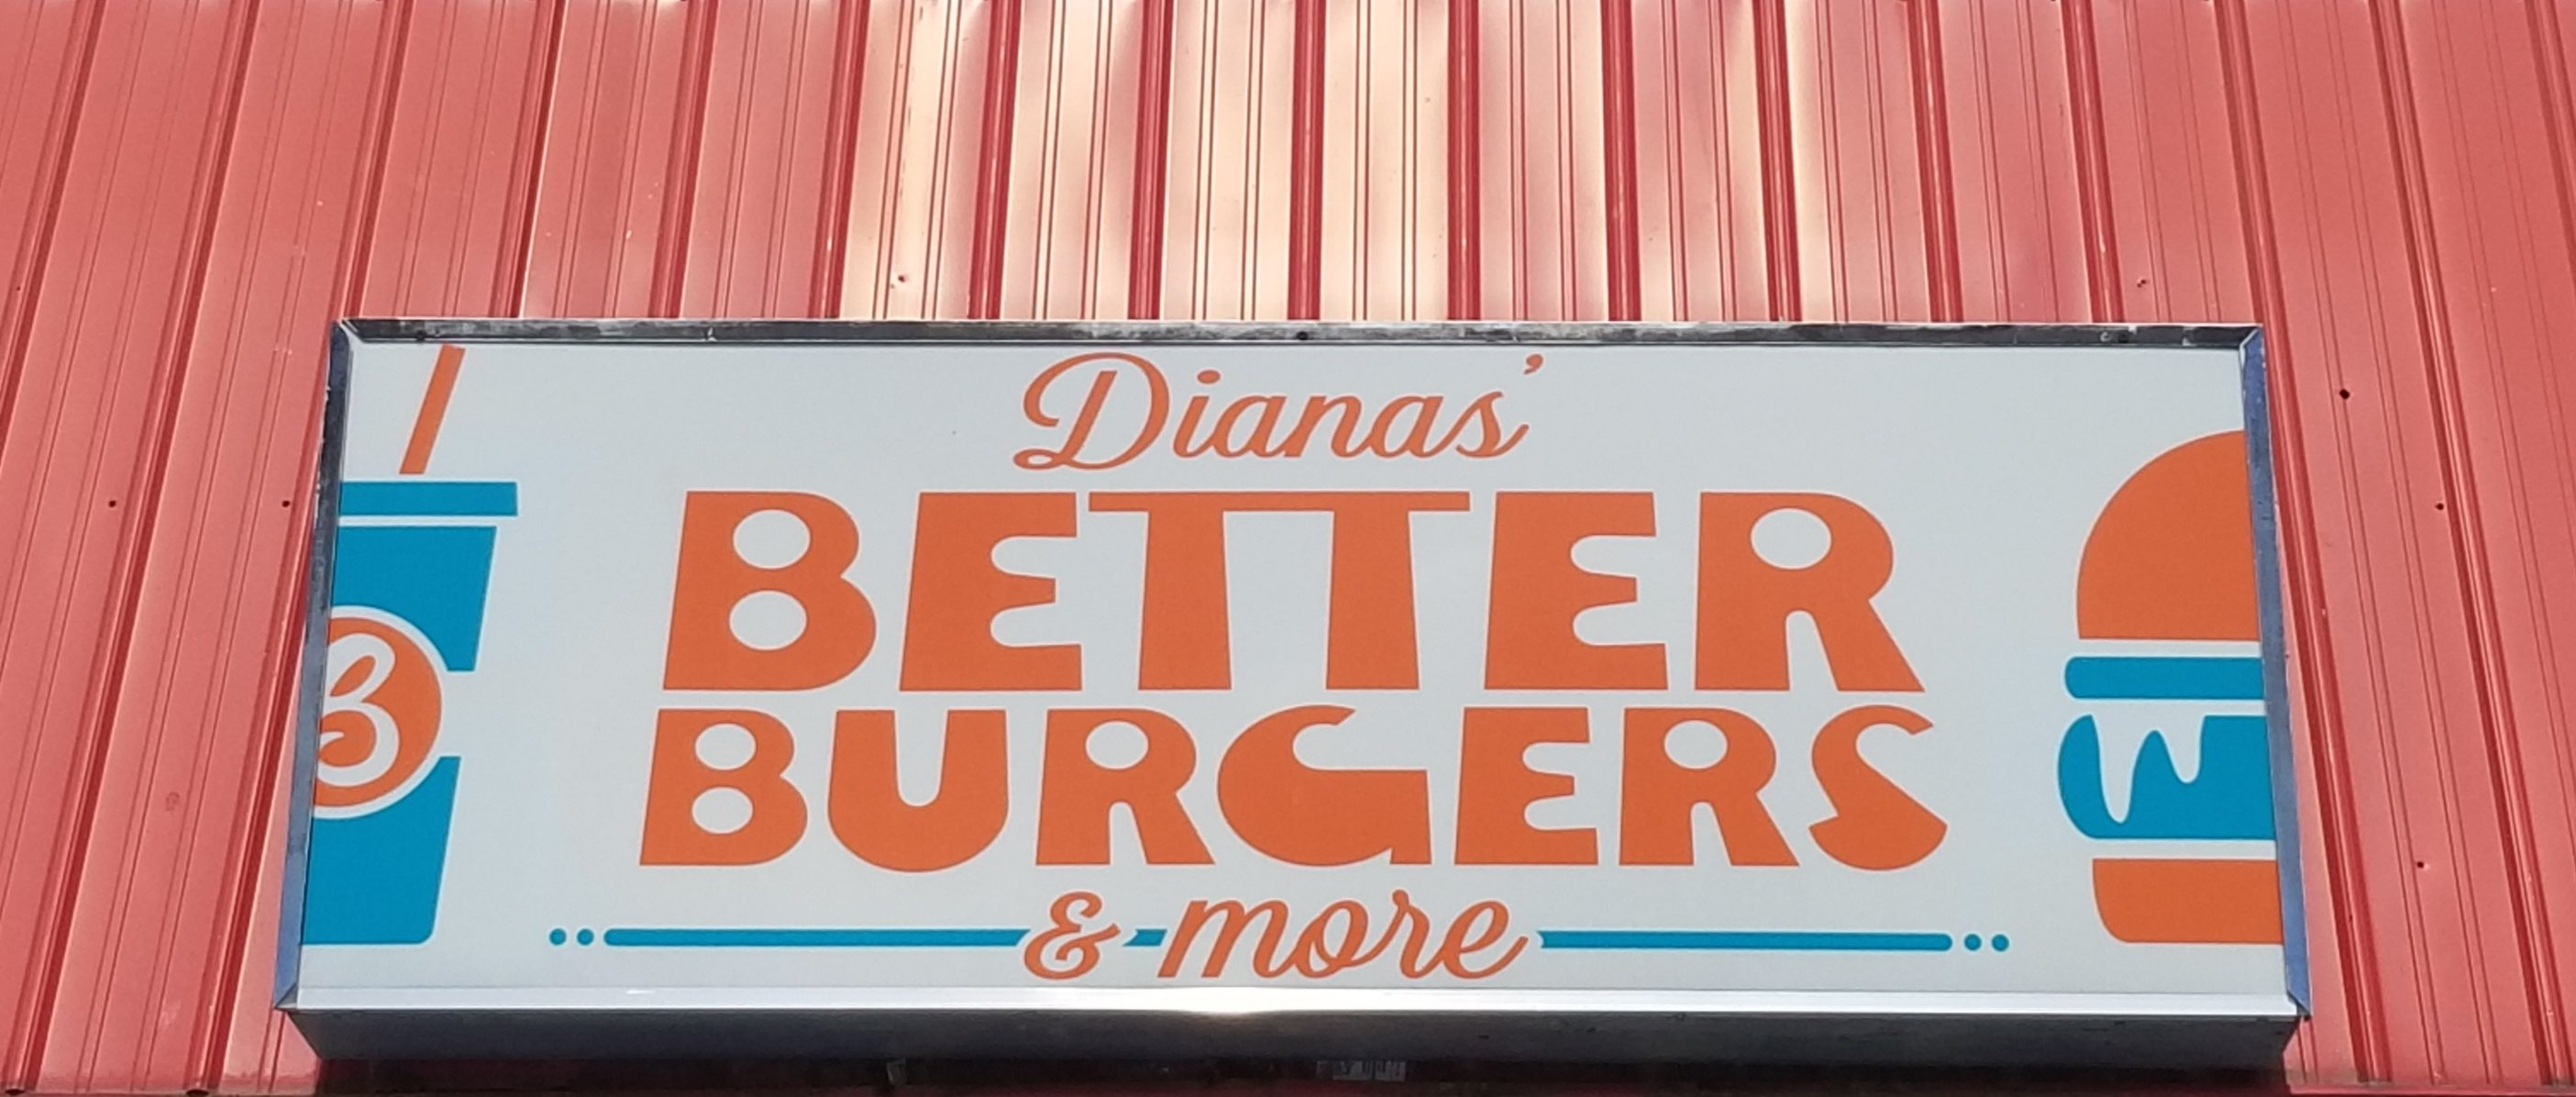 Dianas'
BETTER
BURGERS
& more
B